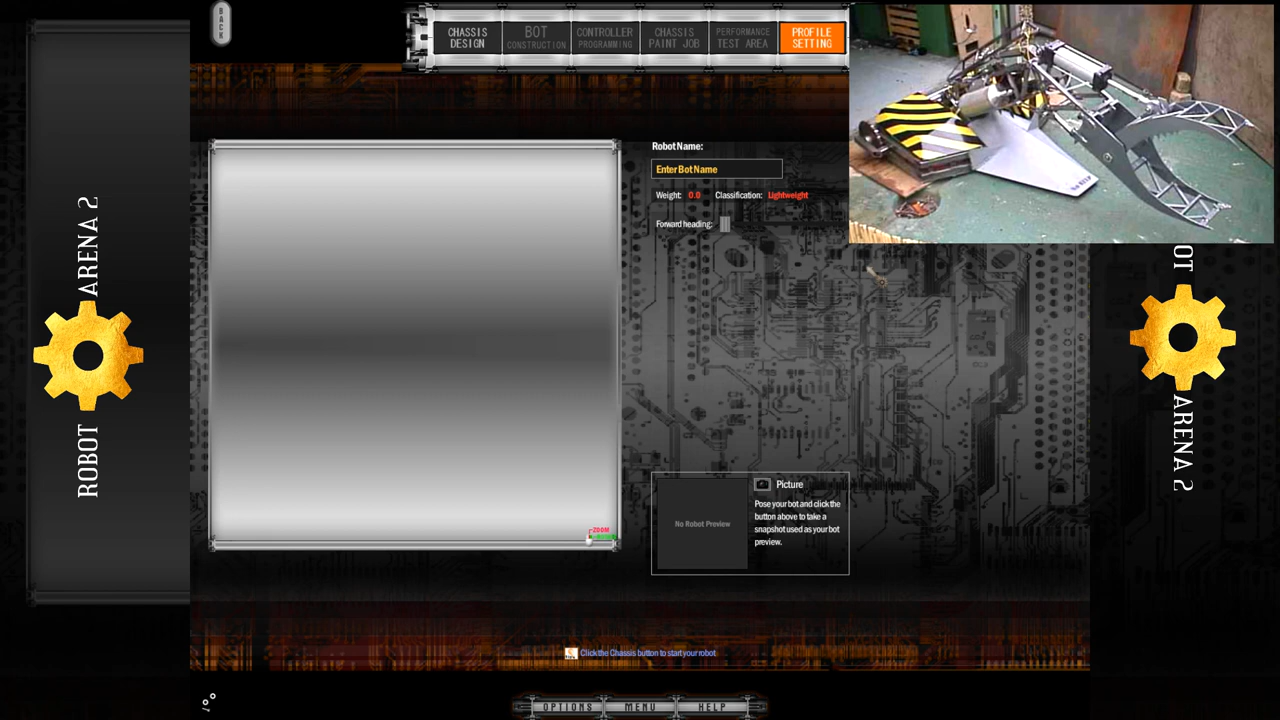 BACK
CHASSIS DESIGN
BOT CONSTRUCTION
CONTROLLER PROGRAMMING
CHASSIS PAINT JOB
PERFORMANCE TEST AREA
PROFILE SETTING
Robot Name:
Enter Bot Name
Weight: 0.0 Classification: Lightweight
Forward heading:
ROBOT ARENA 2
OT ARENA 2
ZOOM
No Robot Preview
Picture
Pose your bot and click the
button above to take a
snapshot used as your bot
preview.
Click the Chassis button to start your robot
OPTIONS MENU HELP